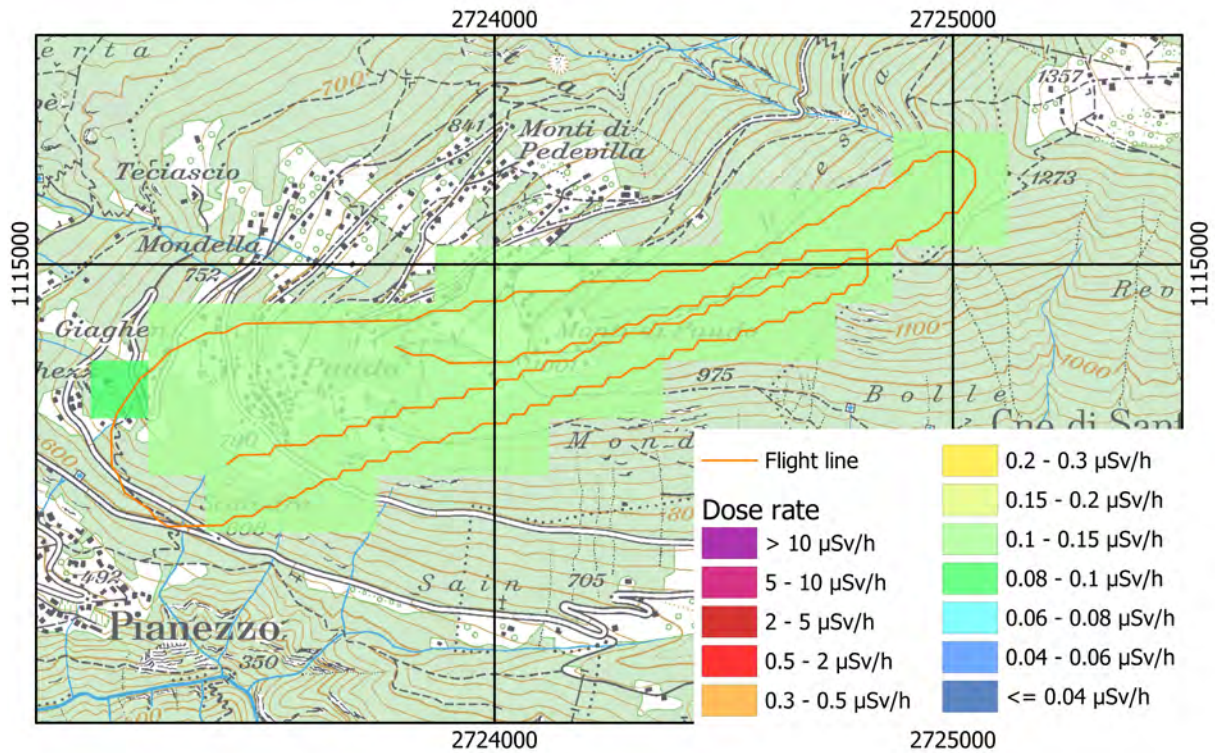 2724000
2725000
1357
700
841
Monti di
Pedevilla
Teciascio
1273
Mondella
752
1115000
1115000
Giaghen
1100
1000
Paudo
975
Bolle
790
Mond
600
Flight line
Dose rate
> 10 µSv/h
5 - 10 µSv/h
2 - 5 µSv/h
0.5 - 2 µSv/h
0.3 - 0.5 µSv/h
0.2 - 0.3 µSv/h
0.15 - 0.2 µSv/h
0.1 - 0.15 µSv/h
0.08 - 0.1 µSv/h
0.06 - 0.08 µSv/h
0.04 - 0.06 µSv/h
<= 0.04 µSv/h
492
Sain
705
Pianezzo
350
2724000
2725000